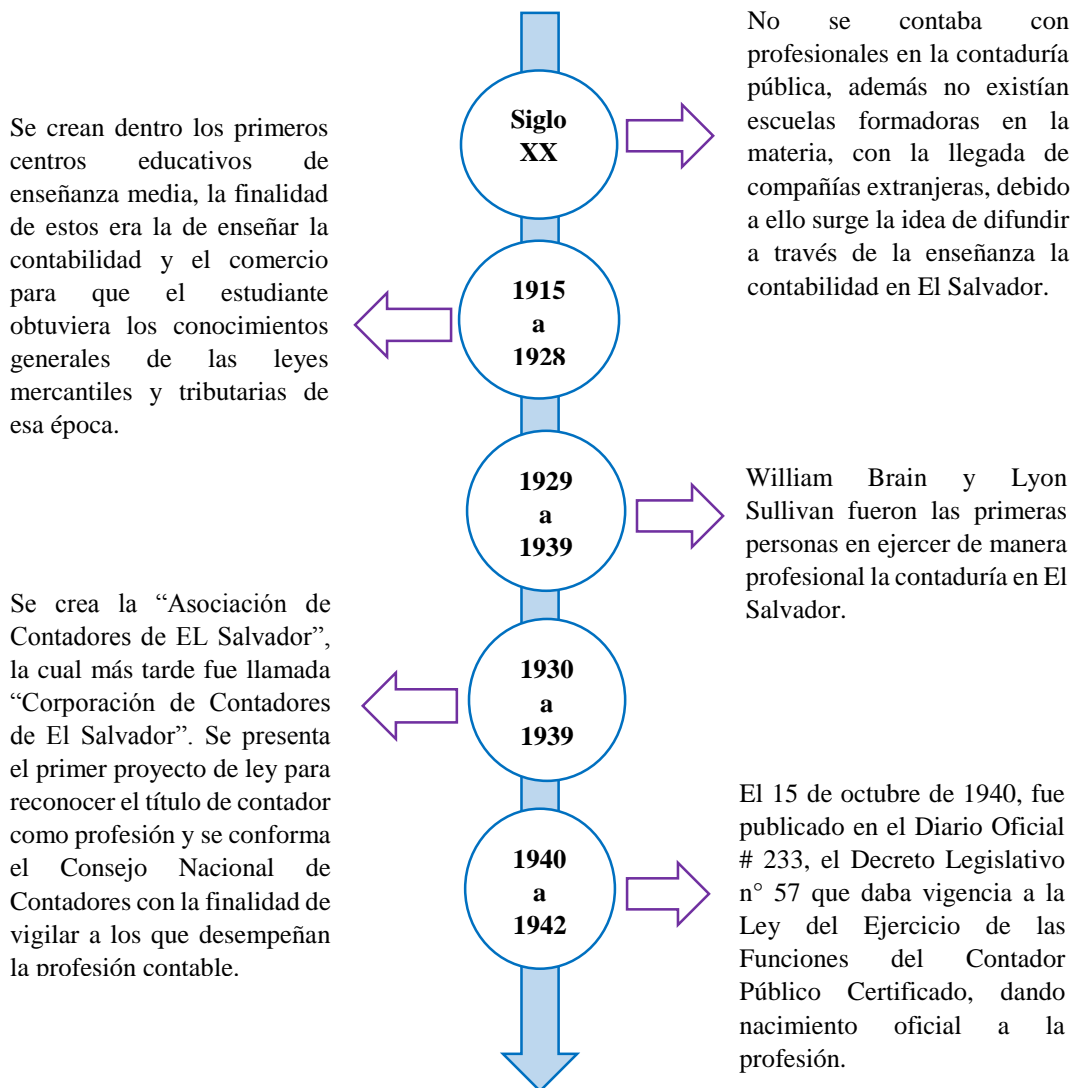 Siglo
XX
No se contaba con
profesionales en la contaduría
pública, además no existían
escuelas formadoras en la
materia, con la llegada de
compañías extranjeras, debido
a ello surge la idea de difundir
a través de la enseñanza la
contabilidad en El Salvador.
1915
a
1928
Se crean dentro los primeros
centros educativos de
enseñanza media, la finalidad
de estos era la de enseñar la
contabilidad y el comercio
para que el estudiante
obtuviera los conocimientos
generales de las leyes
mercantiles y tributarias de
esa época.
1929
a
1939
William Brain y Lyon
Sullivan fueron las primeras
personas en ejercer de manera
profesional la contaduría en El
Salvador.
1930
a
1939
Se crea la “Asociación de
Contadores de EL Salvador”,
la cual más tarde fue llamada
“Corporación de Contadores
de El Salvador”. Se presenta
el primer proyecto de ley para
reconocer el título de contador
como profesión y se conforma
el Consejo Nacional de
Contadores con la finalidad de
vigilar a los que desempeñan
la profesión contable.
1940
a
1942
El 15 de octubre de 1940, fue
publicado en el Diario Oficial
# 233, el Decreto Legislativo
n° 57 que daba vigencia a la
Ley del Ejercicio de las
Funciones del Contador
Público Certificado, dando
nacimiento oficial a la
profesión.